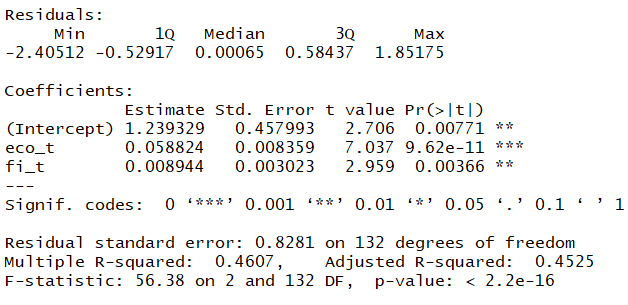 Residuals:
     Min       1Q   Median       3Q      Max
-2.40512 -0.52917  0.00065  0.58437  1.85175
Coefficients:
            Estimate Std. Error t value Pr(>|t|)
(Intercept) 1.239329   0.457993   2.706  0.00771 **
eco_t       0.058824   0.008359   7.037 9.62e-11 ***
fi_t        0.008944   0.003023   2.959  0.00366 **
---
Signif. codes:  0 ‘***’ 0.001 ‘**’ 0.01 ‘*’ 0.05 ‘.’ 0.1 ‘ ’ 1
Residual standard error: 0.8281 on 132 degrees of freedom
Multiple R-squared:  0.4607,    Adjusted R-squared:  0.4525
F-statistic: 56.38 on 2 and 132 DF,  p-value: < 2.2e-16